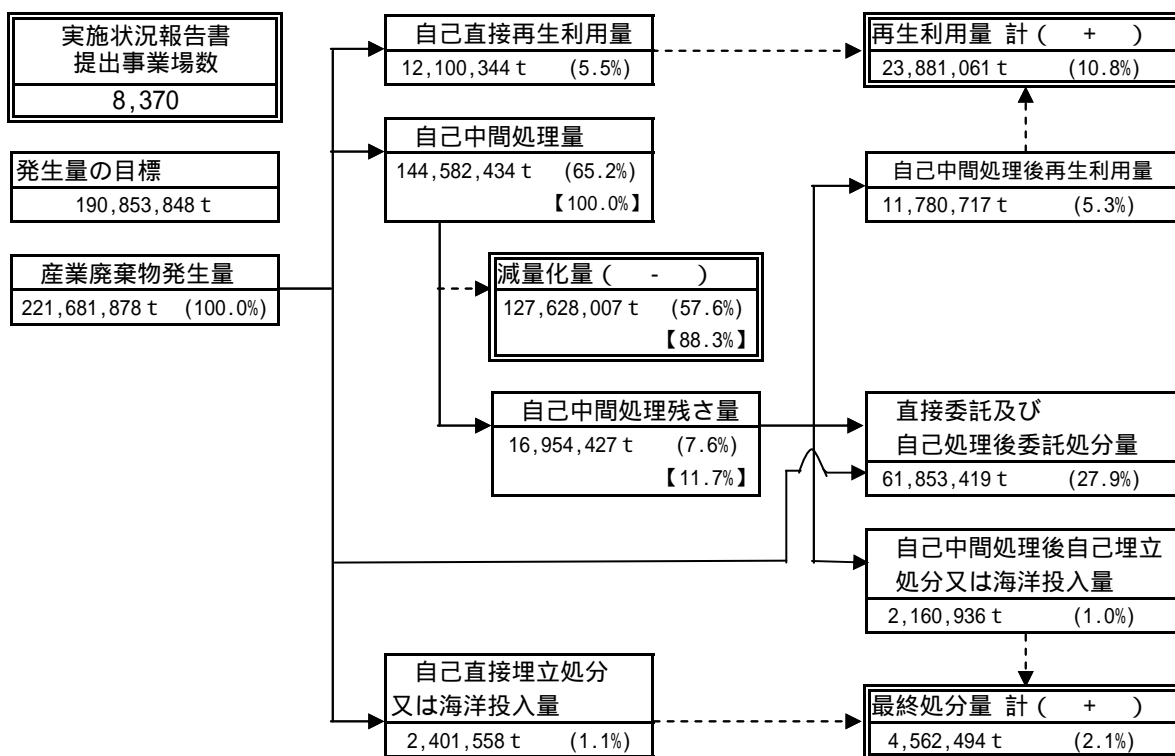 実施状況報告書
提出事業場数
8,370
発生量の目標
190,853,848 t
産業廃棄物発生量
221,681,878 t (100.0%)
自己直接再生利用量
12,100,344 t (5.5%)
自己中間処理量
144,582,434 t (65.2%)
【100.0%】
減量化量 ( - )
127,628,007 t (57.6%)
【88.3%】
自己中間処理残さ量
16,954,427 t (7.6%)
【11.7%】
自己直接埋立処分
又は海洋投入量
2,401,558 t (1.1%)
再生利用量 計 ( + )
23,881,061 t (10.8%)
自己中間処理後再生利用量
11,780,717 t (5.3%)
直接委託及び
自己処理後委託処分量
61,853,419 t (27.9%)
自己中間処理後自己埋立
処分又は海洋投入量
2,160,936 t (1.0%)
最終処分量 計 ( + )
4,562,494 t (2.1%)